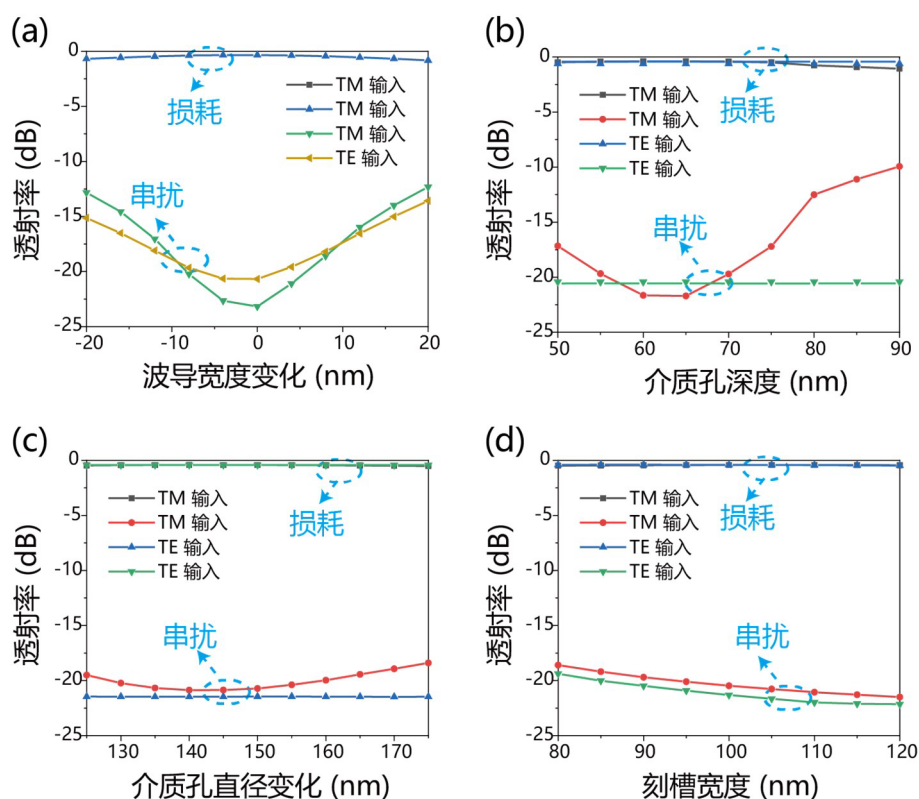 (a)
0
-5
-10
-15
-20
-25
透射率 (dB)
TM 输入
TM 输入
TM 输入
TE 输入
损耗
串扰
-20
-10
0
10
20
波导宽度变化 (nm)
(b)
0
-5
-10
-15
-20
-25
透射率 (dB)
TM 输入
TM 输入
TE 输入
TE 输入
损耗
串扰
50
60
70
80
90
介质孔深度 (nm)
(c)
0
-5
-10
-15
-20
-25
透射率 (dB)
TM 输入
TM 输入
TE 输入
TE 输入
损耗
串扰
130
140
150
160
170
介质孔直径变化 (nm)
(d)
0
-5
-10
-15
-20
-25
透射率 (dB)
TM 输入
TM 输入
TE 输入
TE 输入
损耗
串扰
80
90
100
110
120
刻槽宽度 (nm)